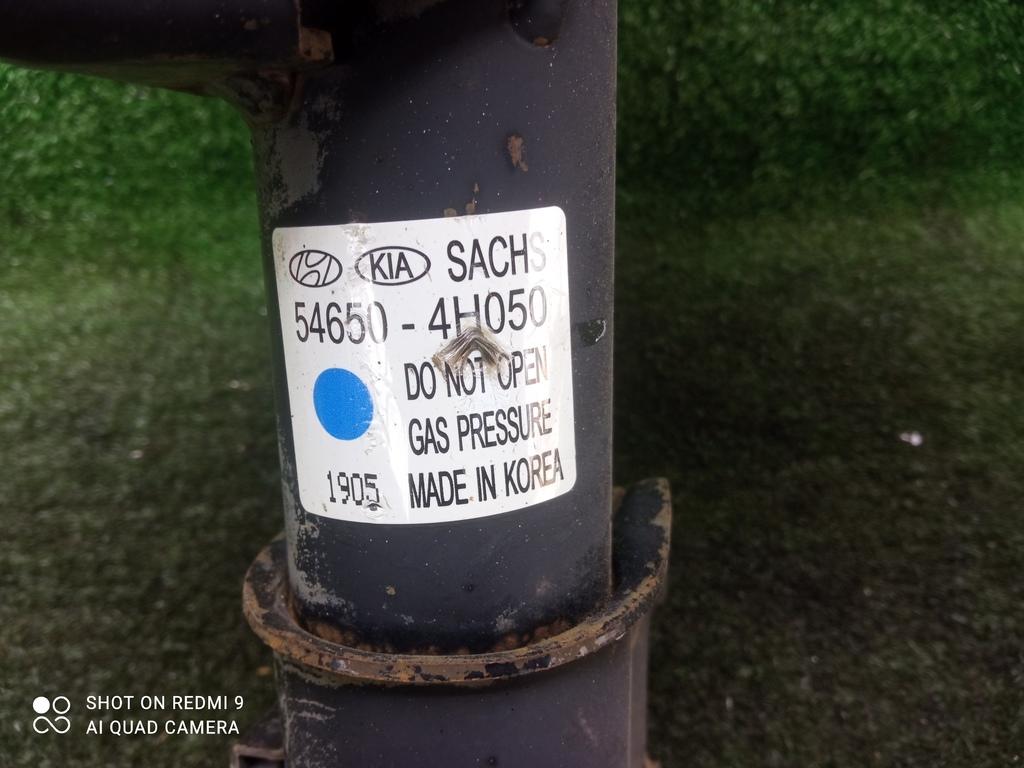 KIA SACHS
54650 - 4H050
DO NOT OPEN
GAS PRESSURE
1905 MADE IN KOREA
SHOT ON REDMI 9
AI QUAD CAMERA